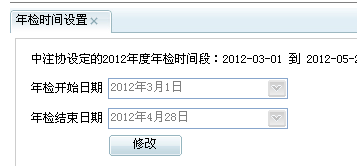 年检时间设置
中注协设定的2012年度年检时间段：2012-03-01 到 2012-05-2
年检开始日期 2012年3月1日
年检结束日期 2012年4月28日
修改